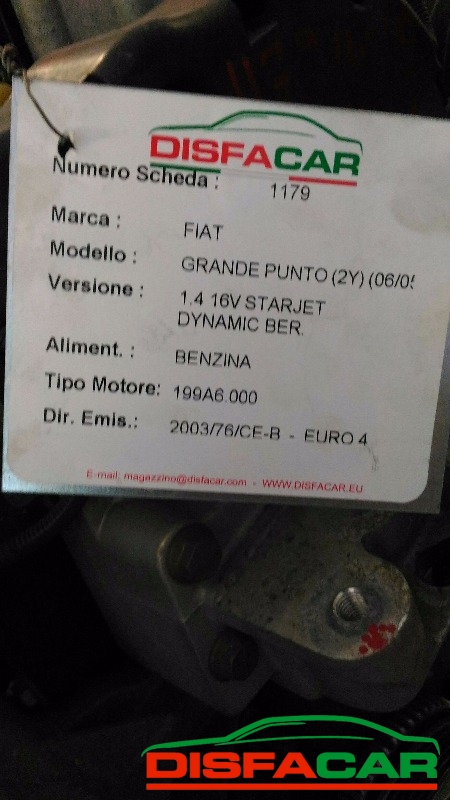 DISFACAR
Numero Scheda : 1179
Marca : FIAT
Modello : GRANDE PUNTO (2Y) (06/05
Versione : 1.4 16V STARJET
DYNAMIC BER.
Aliment. : BENZINA
Tipo Motore: 199A6.000
Dir. Emis.: 2003/76/CE-B - EURO 4
E-mail: magazzino@disfacar.com - WWW.DISFACAR.EU
DISFACAR